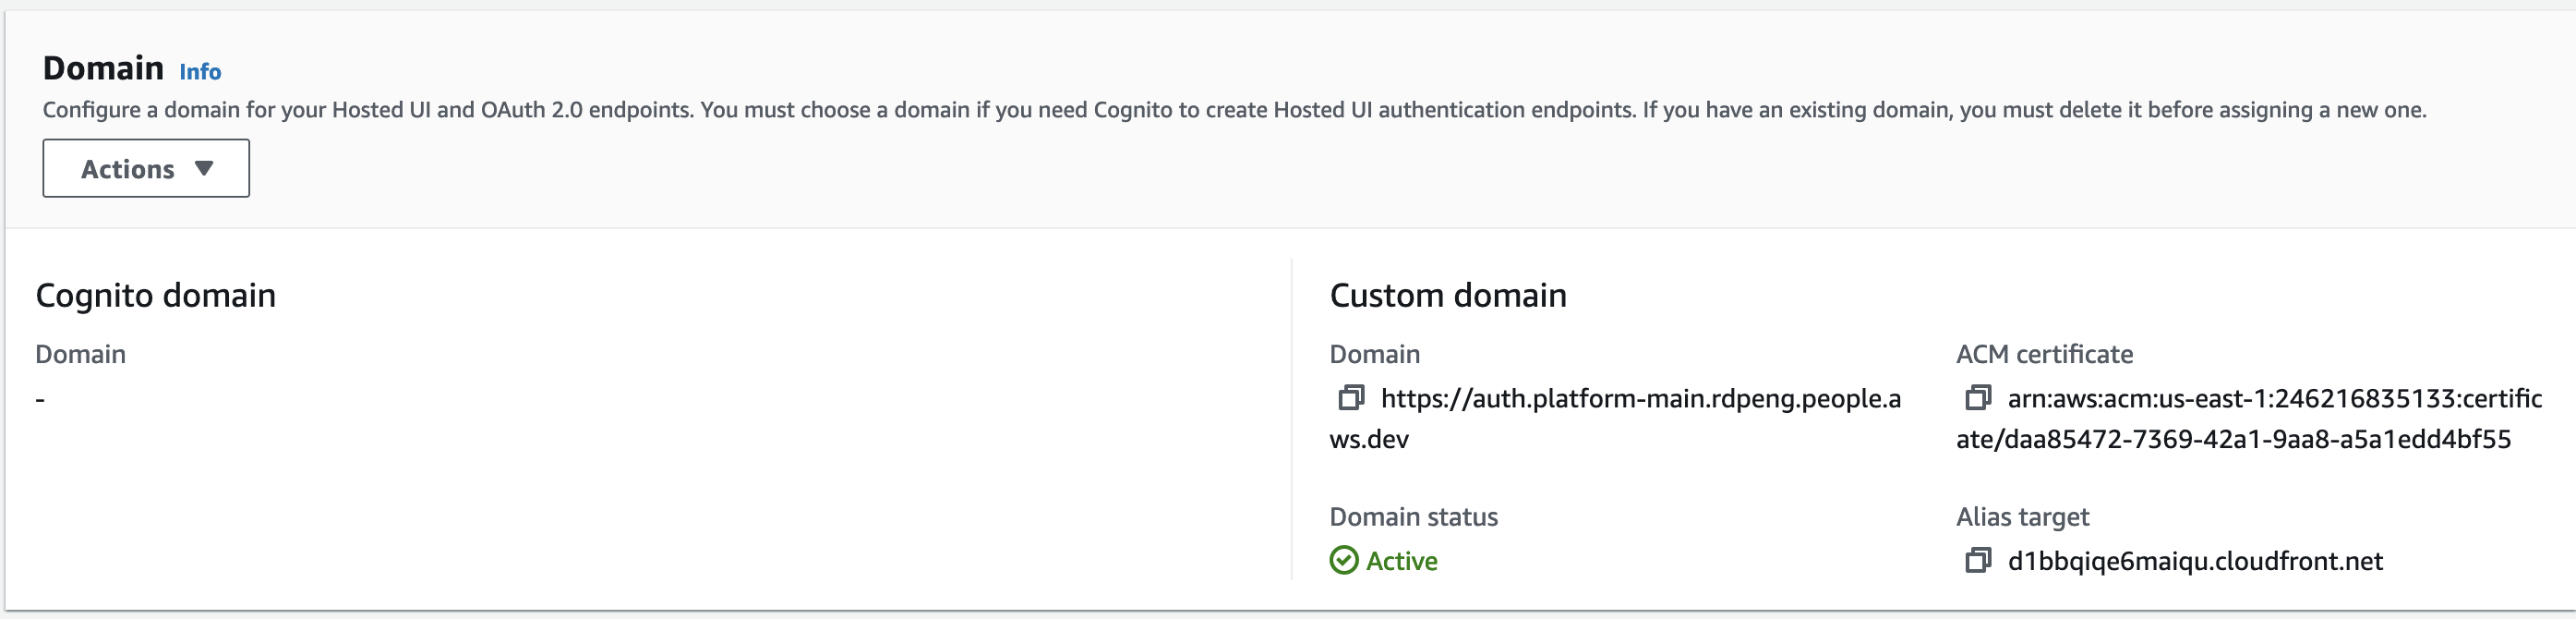 Domain Info
Configure a domain for your Hosted UI and OAuth 2.0 endpoints. You must choose a domain if you need Cognito to create Hosted UI authentication endpoints. If you have an existing domain, you must delete it before assigning a new one.
Actions
Cognito domain
Domain
-
Custom domain
Domain
https://auth.platform-main.rdpeng.people.a
ws.dev
Domain status
Active
ACM certificate
arn:aws:acm:us-east-1:246216835133:certific
ate/daa85472-7369-42a1-9aa8-a5a1edd4bf55
Alias target
d1bbqiqe6maiqu.cloudfront.net